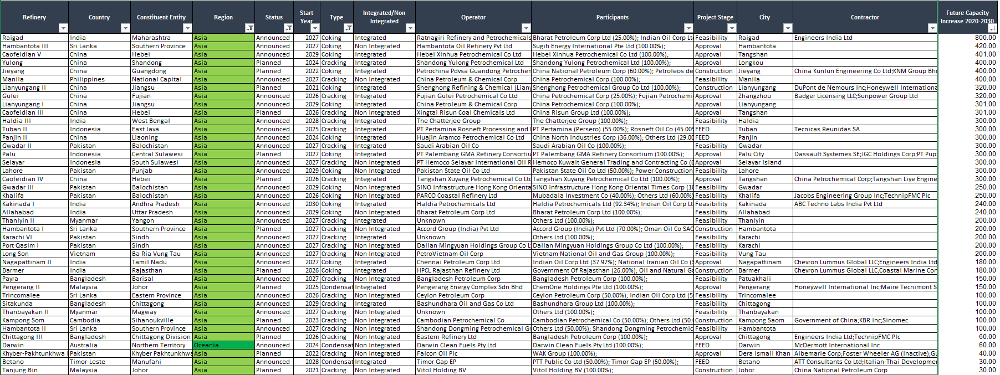 Refinery Country Constituent Entity Region Status Start Year Type Integrated/Non Integrated Operator Participants Project Stage City Contractor Future Capacity Increase 2020-2030
Raigad India Maharashtra Asia Announced 2027 Coking Integrated Ratnagiri Refinery and Petrochemicals Bharat Petroleum Corp Ltd (25.00%); Indian Oil Corp Lt Feasibility Raigad Engineers India Ltd 800.00
Hambantota III Sri Lanka Southern Province Asia Announced 2027 Coking Non Integrated Hambantota Oil Refinery Pvt Ltd Sugih Energy International Pte Ltd (100.00%); Approval Hambantota 420.00
Caofeidian V China Hebei Asia Announced 2029 Coking Integrated Hebei Xinhua Petrochemical Co Ltd Hebei Xinhua Petrochemical Co Ltd (100.00%); Approval Tangshan 401.00
Yulong China Shandong Asia Planned 2024 Cracking Integrated Shandong Yulong Petrochemical Shandong Yulong Petrochemical Ltd (100.00%); Approval Longkou 400.00
Jieyang China Guangdong Asia Planned 2022 Coking Integrated Petrochina Pdvsa Guandong Petrochen China National Petroleum Corp (60.00%); Petroleos de Construction Jieyang China Kunlun Engineering Co Ltd;KNM Group Bh 400.00
Manila Philippines National Capital Asia Announced 2027 Cracking Non Integrated China Petroleum & Chemical Corp China Petrochemical Corp (100.00%); Feasibility Manila 400.00
Lianyungang II China Jiangsu Asia Planned 2021 Coking Integrated Shenghong Refining & Chemical (Lian Shenghong Petrochemical Group Co Ltd (100.00%); Construction Lianyungang DuPont de Nemours Inc;Honeywell Internationa 320.00
Gulei China Fujian Asia Announced 2026 Cracking Integrated Fujian Gulei Petrochemical Co Ltd China Petrochemical Corp (25.00%); Fujian Petrochemi Approval Zhangzhou Badger Licensing LLC;Sunpower Group Ltd 320.00
Lianyungang I China Jiangsu Asia Announced 2029 Coking Integrated China Petroleum & Chemical Corp China Petrochemical Corp (100.00%); Approval Lianyungang 301.00
Caofeidian III China Hebei Asia Planned 2026 Cracking Non Integrated Xingtai Risun Coal Chemicals Ltd China Risun Group Ltd (100.00%); Approval Tangshan 301.00
Haldia III India West Bengal Asia Announced 2028 Cracking Integrated The Chatterjee Group The Chatterjee Group (100.00%); Feasibility Haldia 300.00
Tuban II Indonesia East Java Asia Announced 2025 Cracking Integrated PT Pertamina Rosneft Processing and PT Pertamina (Persero) (55.00%); Rosneft Oil Co (45.00 FEED Tuban Tecnicas Reunidas SA 300.00
Panjin II China Liaoning Asia Announced 2024 Coking Integrated Huajin Aramco Petrochemical Co Ltd China North Industries Corp (36.00%); Others Ltd (29.00 FEED Panjin 300.00
Gwadar II Pakistan Balochistan Asia Announced 2027 Cracking Integrated Saudi Arabian Oil Co Saudi Arabian Oil Co (100.00%); Feasibility Gwadar 300.00
Palu Indonesia Central Sulawesi Asia Planned 2027 Coking Integrated PT Palembang GMA Refinery Consortiu PT Palembang GMA Refinery Consortium (100.00%); Approval Palu City Dassault Systemes SE;JGC Holdings Corp;PT Pup 300.00
Selayar Indonesia South Sulawesi Asia Announced 2027 Cracking Non Integrated PT Hemoco Selayar International Oil R Hemoco Kuwait General Trading and Contracting Co (6 Approval Selayar Island 300.00
Lahore Pakistan Punjab Asia Announced 2029 Cracking Non Integrated Pakistan State Oil Co Ltd Pakistan State Oil Co Ltd (50.00%); Power Construction Feasibility Lahore 300.00
Caofeidian IV China Hebei Asia Planned 2026 Cracking Integrated Tangshan Xuyang Petrochemical Co Ltd Tangshan Xuyang Petrochemical Co Ltd (100.00%); Approval Tangshan China Petrochemical Corp;Tangshan Liye Engine 300.00
Gwadar III Pakistan Balochistan Asia Announced 2029 Cracking Non Integrated SINO Infrastructure Hong Kong Orienta SINO Infrastructure Hong Kong Oriental Times Corp (10 Feasibility Gwadar 250.00
Khalifa Pakistan Balochistan Asia Announced 2026 Coking Non Integrated PARCO Coastal Refinery Ltd Mubadala Investment Co (40.00%); Others Ltd (60.00%) Feasibility Khalifa Jacobs Engineering Group Inc;TechnipFMC Plc 250.00
Kakinada I India Andhra Pradesh Asia Announced 2030 Coking Integrated Haldia Petrochemicals Ltd Haldia Petrochemicals Ltd (92.34%); Indian Oil Corp Lt Feasibility Kakinada ABC Techno Labs India Pvt Ltd 240.00
Allahabad India Uttar Pradesh Asia Announced 2029 Coking Non Integrated Bharat Petroleum Corp Ltd Bharat Petroleum Corp Ltd (100.00%); Feasibility Allahabad 240.00
Thanlyin II Myanmar Yangon Asia Announced 2027 Cracking Integrated Unknown Others Ltd (100.00%); Feasibility Thanlyin 200.00
Hambantota I Sri Lanka Southern Province Asia Planned 2027 Cracking Non Integrated Accord Group (India) Pvt Ltd Accord Group (India) Pvt Ltd (70.00%); Oman Oil Co SAO Construction Hambantota 200.00
Karachi VI Pakistan Sindh Asia Announced 2027 Cracking Integrated Unknown Others Ltd (100.00%); Feasibility Karachi 200.00
Port Qasim I Pakistan Sindh Asia Announced 2027 Cracking Non Integrated Dalian Mingyuan Holdings Group Co L Dalian Mingyuan Holdings Group Co Ltd (100.00%); Feasibility Karachi 200.00
Long Son Vietnam Ba Ria Vung Tau Asia Announced 2027 Cracking Non Integrated PetroVietnam Oil Corp Vietnam National Oil and Gas Group (100.00%); Feasibility Vung Tau 200.00
Nagapattinam II India Tamil Nadu Asia Announced 2027 Coking Integrated Chennai Petroleum Corp Ltd Indian Oil Corp Ltd (37.97%); National Iranian Oil Co ( Approval Nagapattinam Chevron Lummus Global LLC;Engineers India Ltd 180.00
Barmer India Rajasthan Asia Planned 2026 Coking Integrated HPCL Rajasthan Refinery Ltd Government Of Rajasthan (26.00%); Oil and Natural Ga Construction Barmer Chevron Lummus Global LLC;Coastal Marine Con 180.00
Payra Bangladesh Barisal Asia Announced 2027 Cracking Non Integrated Bangladesh Petroleum Corp Bangladesh Petroleum Corp (100.00%); Feasibility Patuakhali 150.00
Pengerang II Malaysia Johor Asia Planned 2025 Condensat Integrated Pengerang Energy Complex Sdn Bhd ChemOne Holdings Pte Ltd (100.00%); Approval Pengerang Honeywell International Inc;Maire Tecnimont S 150.00
Trincomalee Sri Lanka Eastern Province Asia Announced 2026 Cracking Non Integrated Ceylon Petroleum Corp Ceylon Petroleum Corp (50.00%); Indian Oil Corp Ltd (5 Feasibility Trincomalee 100.00
Sitakunda Bangladesh Chittagong Asia Announced 2029 Cracking Integrated Bashundhara Oil and Gas Co Ltd Bashundhara Group Ltd (100.00%); Feasibility Chittagong 100.00
Thanbayakan II Myanmar Magway Asia Announced 2027 Cracking Non Integrated Unknown Others Ltd (100.00%); Feasibility Thanbayakan 100.00
Kampong Som Cambodia Sihanoukville Asia Planned 2023 Cracking Non Integrated Cambodian Petrochemical Co Cambodian Petrochemical Co (50.00%); Others Ltd (50. Construction Kampong Saom Government of China;KBR Inc;Sinomec 100.00
Hambantota II Sri Lanka Southern Province Asia Announced 2027 Cracking Non Integrated Shandong Dongming Petrochemical Gr Others Ltd (50.00%); Shandong Dongming Petrochemic Feasibility Hambantota 100.00
Chittagong III Bangladesh Chittagong Division Asia Planned 2026 Cracking Non Integrated Eastern Refinery Ltd Bangladesh Petroleum Corp (100.00%); Approval Chittagong Engineers India Ltd;TechnipFMC Plc 60.00
Darwin Australia Northern Territory Oceania Announced 2024 Condensat Non Integrated Darwin Clean Fuels Pty Ltd Darwin Clean Fuels Pty Ltd (100.00%); FEED Darwin McDermott International Inc 60.00
Khyber-Pakhtunkhwa Pakistan Khyber Pakhtunkhwa Asia Planned 2022 Cracking Non Integrated Falcon Oil Plc WAK Group (100.00%); Approval Dera Ismail Khan Albemarle Corp;Foster Wheeler AG (Inactive);Gu 40.00
Betano Timor-Leste Manufahi Asia Announced 2028 Condensat Integrated Timor Gap EP PTT Public Co Ltd (50.00%); Timor Gap EP (50.00%); FEED Betano ATT Consultants Co Ltd;Italian-Thai Developme 30.00
Tanjung Bin Malaysia Johor Asia Planned 2021 Cracking Non Integrated Vitol Holding BV Vitol Holding BV (100.00%); Construction Johor China National Petroleum Corp 30.00